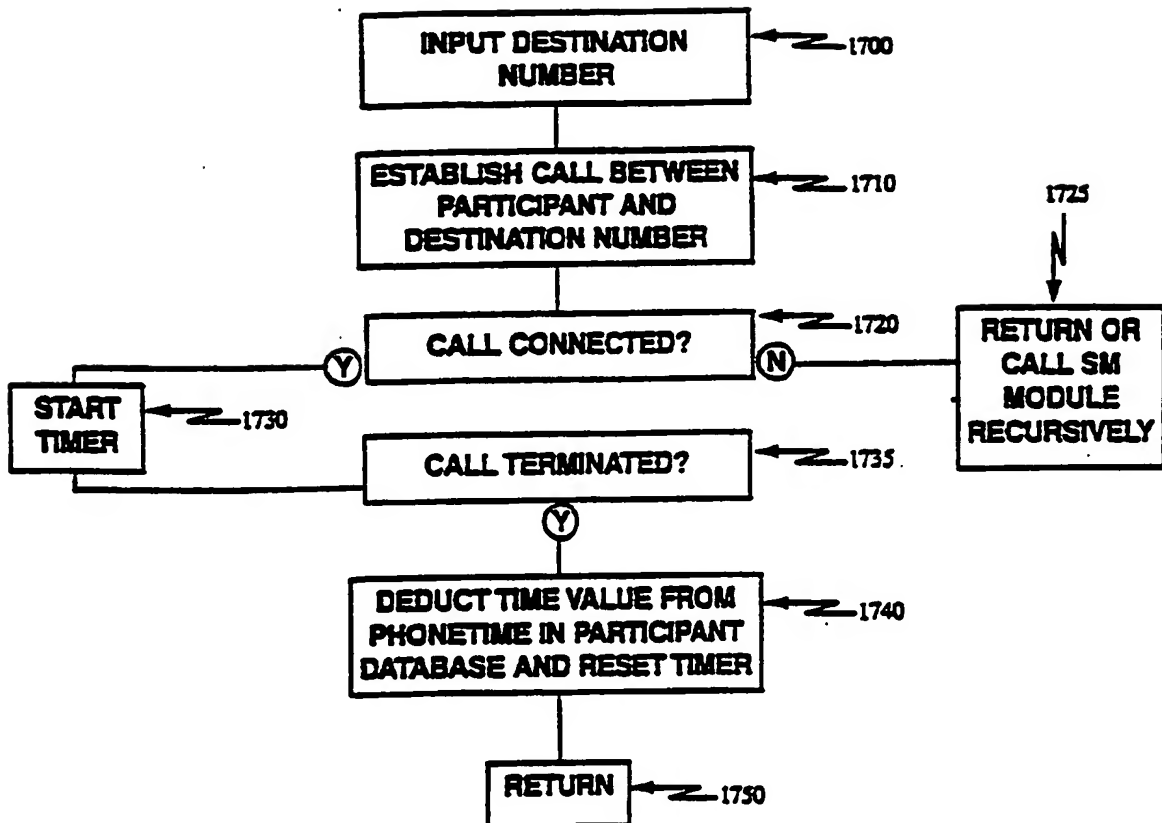 INPUT DESTINATION
NUMBER
1700
ESTABLISH CALL BETWEEN
PARTICIPANT AND
DESTINATION NUMBER
1710
1725
CALL CONNECTED?
1720
Y
N
RETURN OR
CALL SM
MODULE
RECURSIVELY
START
TIMER
1730
CALL TERMINATED?
1735
Y
DEDUCT TIME VALUE FROM
PHONETIME IN PARTICIPANT
DATABASE AND RESET TIMER
1740
RETURN
1750